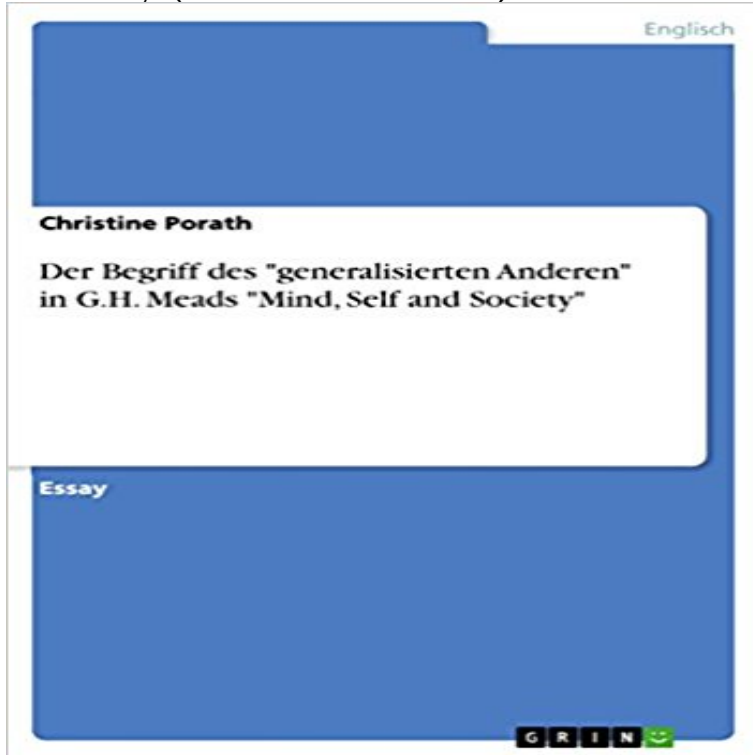 Englisch
Christine Porath
Der Begriff des "generalisierten Anderen"
in G.H. Meads "Mind, Self and Society"
Essay
GRIN